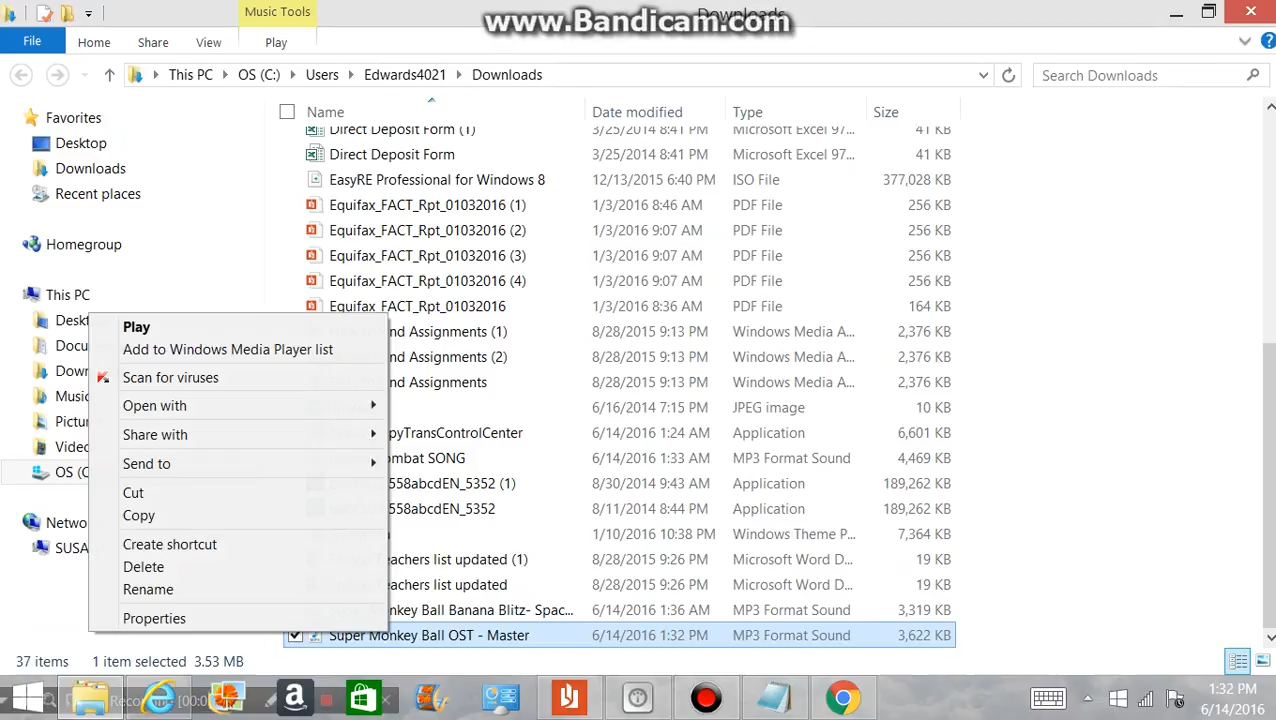 Music Tools
www.Bandicam.com
Downloads
File Home Share View Play
This PC OS (C:) Users Edwards4021 Downloads
Search Downloads
Favorites
Desktop
Downloads
Recent places
Homegroup
This PC
Name Date modified Type Size
Direct Deposit Form (1) 3/25/2014 8:41 PM Microsoft Excel 97... 41 KB
Direct Deposit Form 3/25/2014 8:41 PM Microsoft Excel 97... 41 KB
EasyRE Professional for Windows 8 12/13/2015 6:40 PM ISO File 377,028 KB
Equifax_FACT_Rpt_01032016 (1) 1/3/2016 8:46 AM PDF File 256 KB
Equifax_FACT_Rpt_01032016 (2) 1/3/2016 9:07 AM PDF File 256 KB
Equifax_FACT_Rpt_01032016 (3) 1/3/2016 9:07 AM PDF File 256 KB
Equifax_FACT_Rpt_01032016 (4) 1/3/2016 9:07 AM PDF File 256 KB
Equifax_FACT_Rpt_01032016 1/3/2016 8:36 AM PDF File 164 KB
nd Assignments (1) 8/28/2015 9:13 PM Windows Media A... 2,376 KB
nd Assignments (2) 8/28/2015 9:13 PM Windows Media A... 2,376 KB
nd Assignments 8/28/2015 9:13 PM Windows Media A... 2,376 KB
6/16/2014 7:15 PM JPEG image 10 KB
pyTransControlCenter 6/14/2016 1:24 AM Application 6,601 KB
ombat SONG 6/14/2016 1:33 AM MP3 Format Sound 4,469 KB
558abcdEN_5352 (1) 8/30/2014 9:43 AM Application 189,262 KB
558abcdEN_5352 8/11/2014 8:44 PM Application 189,262 KB
1/10/2016 10:38 PM Windows Theme P... 7,364 KB
eachers list updated (1) 8/28/2015 9:26 PM Microsoft Word D... 19 KB
eachers list updated 8/28/2015 9:26 PM Microsoft Word D... 19 KB
onkey Ball Banana Blitz- Spac... 6/14/2016 1:36 AM MP3 Format Sound 3,319 KB
Super Monkey Ball OST - Master 6/14/2016 1:32 PM MP3 Format Sound 3,622 KB
Deskt
Docu
Down
Music
Pictur
Video
OS (C
Netwo
SUSA
Play
Add to Windows Media Player list
Scan for viruses
Open with
Share with
Send to
Cut
Copy
Create shortcut
Delete
Rename
Properties
37 items 1 item selected 3.53 MB
1:32 PM
6/14/2016